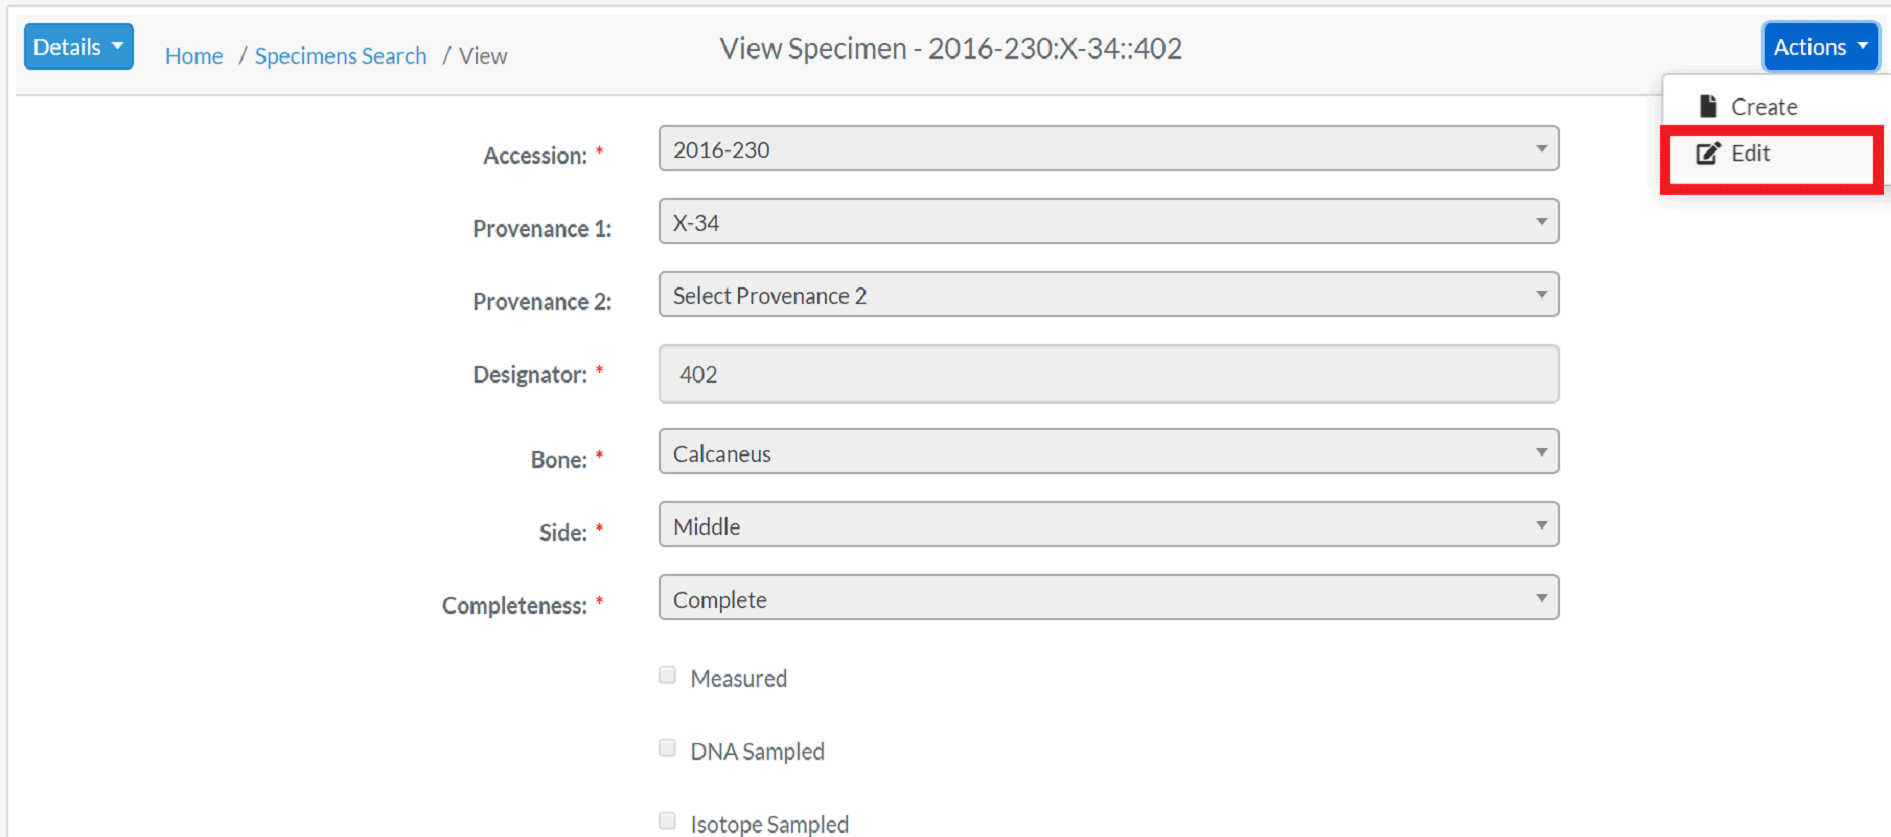 Details
Home / Specimens Search / View
View Specimen - 2016-230:X-34::402
Actions
Create
Edit
Accession: *
2016-230
Provenance 1:
X-34
Provenance 2:
Select Provenance 2
Designator: *
402
Bone: *
Calcaneus
Side: *
Middle
Completeness: *
Complete
Measured
DNA Sampled
Isotope Sampled